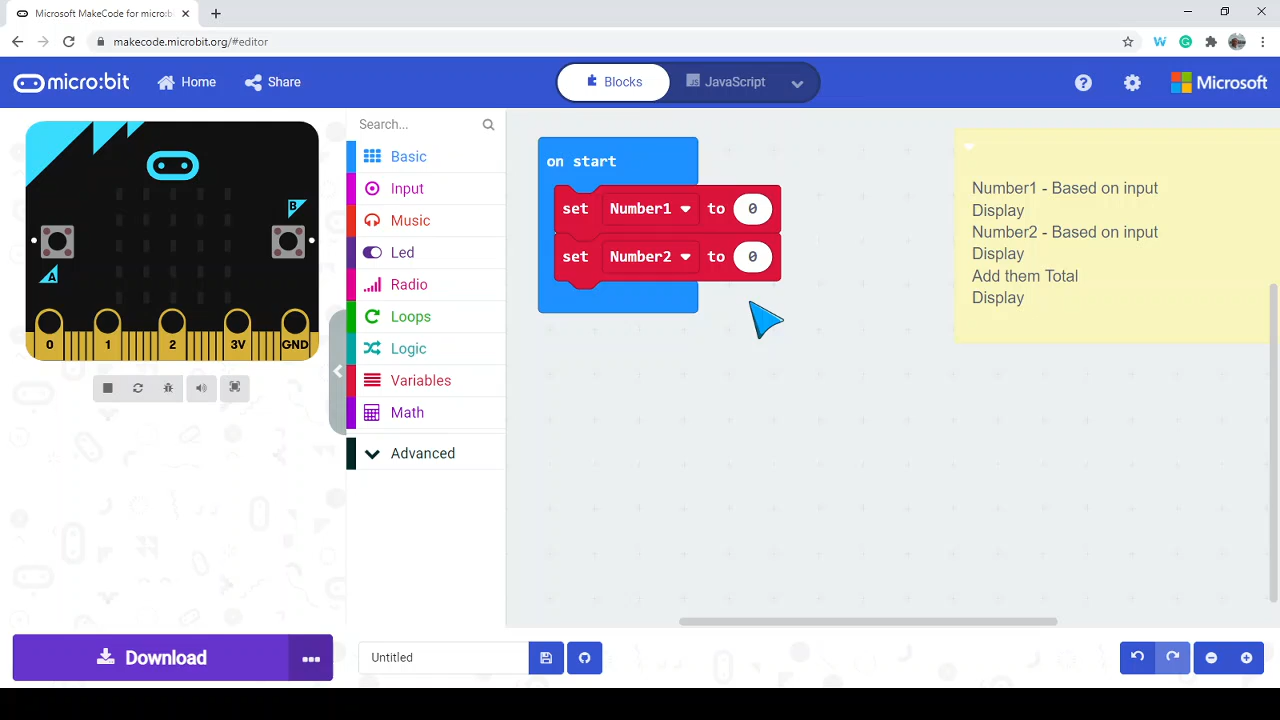 Microsoft MakeCode for micro:b
makecode.microbit.org/#editor
W
G
micro:bit
Home
Share
Blocks
JS
JavaScript
?
Microsoft
A
B
0 1 2 3V GND
Search...
Basic
Input
Music
Led
Radio
Loops
Logic
Variables
Math
Advanced
on start
set Number1 to 0
set Number2 to 0
Number1 - Based on input
Display
Number2 - Based on input
Display
Add them Total
Display
Download
...
Untitled